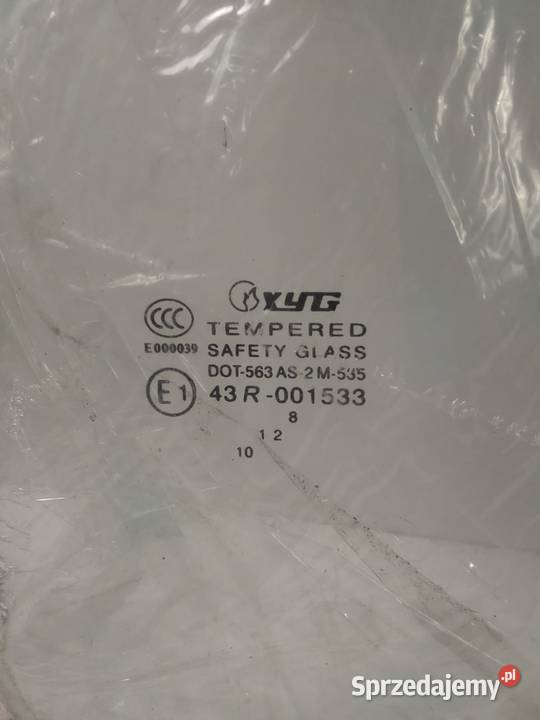 XYG
CCC
TEMPERED
E000039
SAFETY GLASS
DOT-563 AS-2 M-535
E1
43 R-001533
8
1 2
10
Sprzedajemy.pl